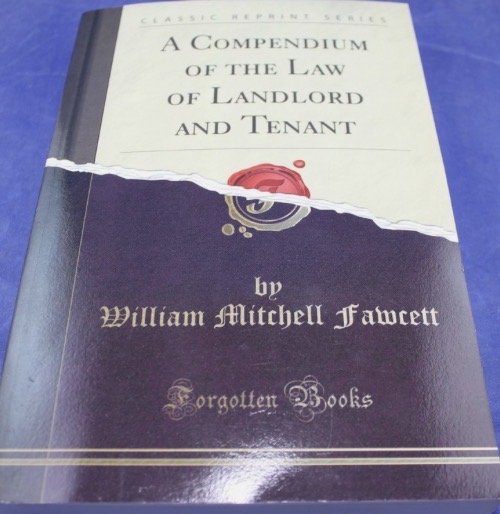 CLASSIC REPRINT SERIES
A COMPENDIUM
OF THE LAW
OF LANDLORD
AND TENANT
F
by
William Mitchell Fawcett
Forgotten Books